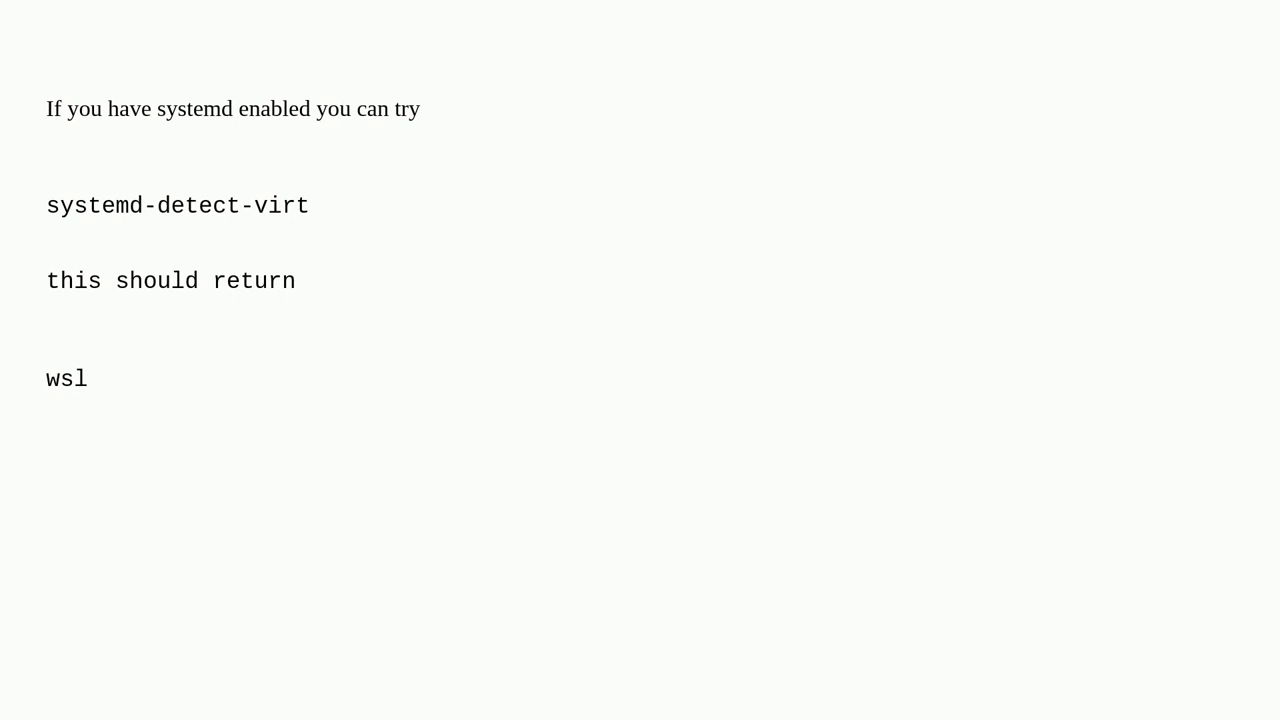 If you have systemd enabled you can try
systemd-detect-virt
this should return
wsl